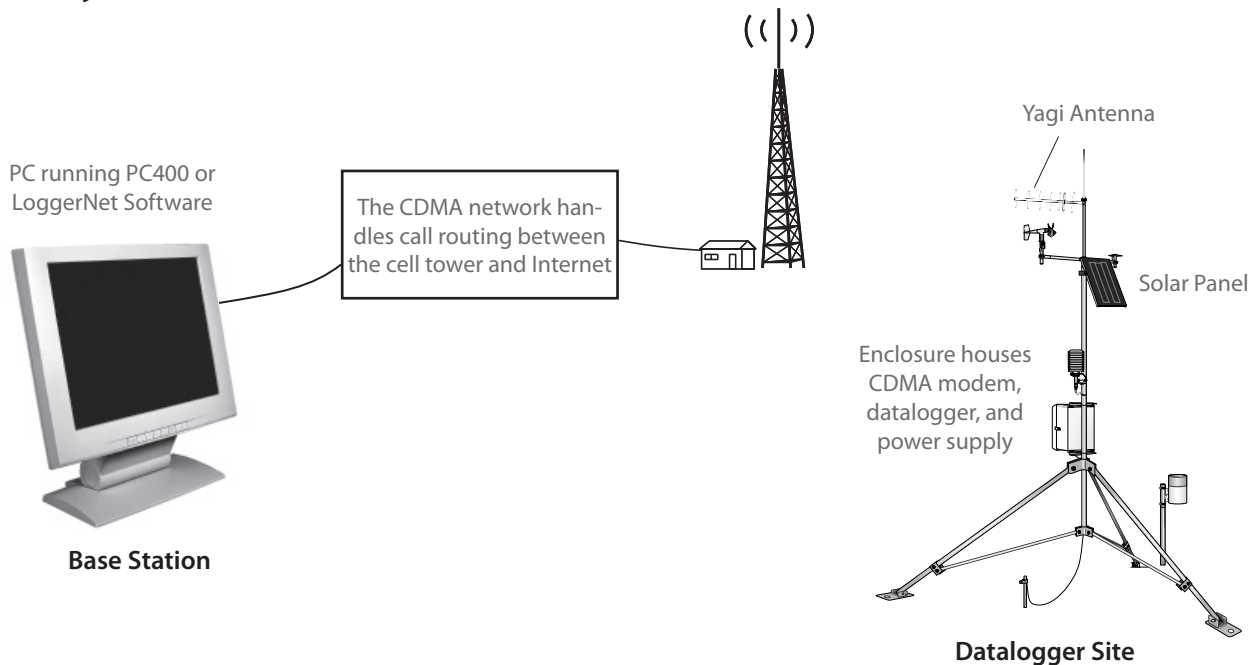 PC running PC400 or
LoggerNet Software
The CDMA network han-
dles call routing between
the cell tower and Internet
Yagi Antenna
Solar Panel
Enclosure houses
CDMA modem,
datalogger, and
power supply
Base Station
Datalogger Site